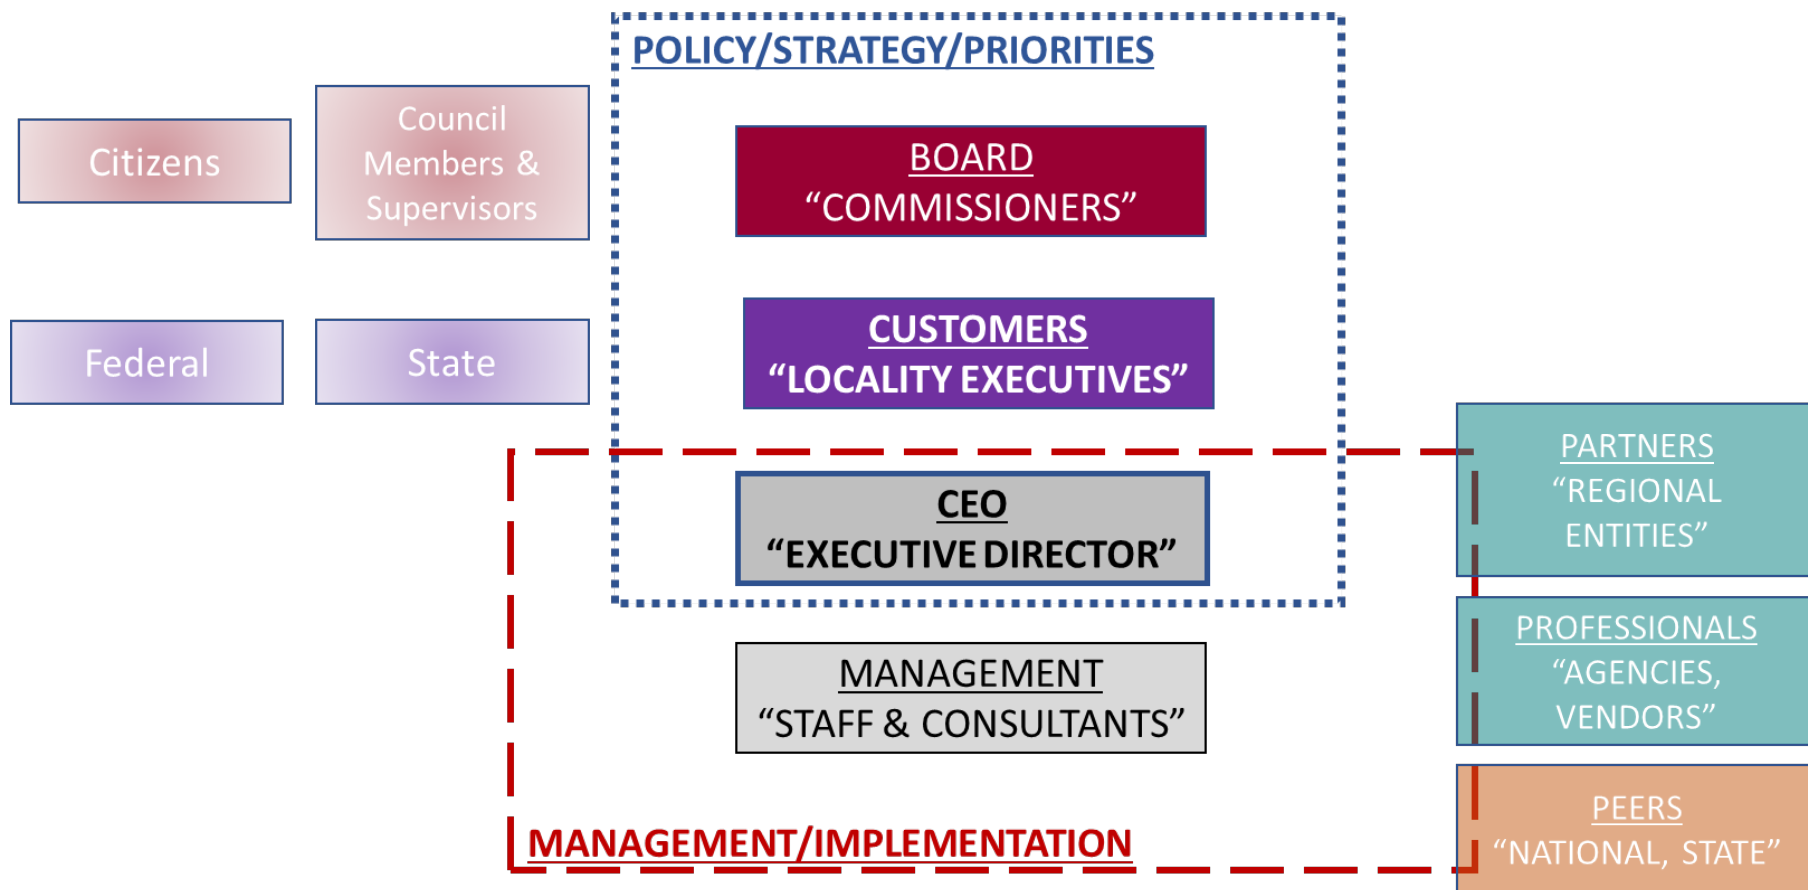 POLICY/STRATEGY/PRIORITIES
Citizens
Council
Members &
Supervisors
BOARD
“COMMISSIONERS”
Federal
State
CUSTOMERS
“LOCALITY EXECUTIVES”
CEO
“EXECUTIVE DIRECTOR”
PARTNERS
“REGIONAL
ENTITIES”
MANAGEMENT
“STAFF & CONSULTANTS”
PROFESSIONALS
“AGENCIES,
VENDORS”
MANAGEMENT/IMPLEMENTATION
PEERS
“NATIONAL, STATE”